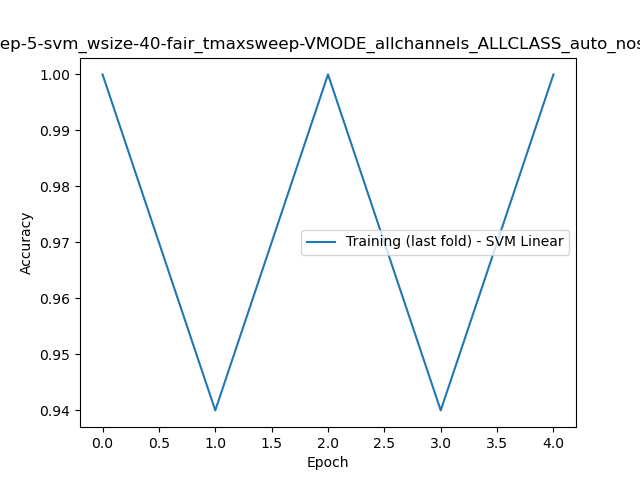 ep-5-svm_wsize-40-fair_tmaxsweep-VMODE_allchannels_ALLCLASS_auto_nos
1.00
0.99
0.98
0.97
0.96
0.95
0.94
Accuracy
Training (last fold) - SVM Linear
0.0 0.5 1.0 1.5 2.0 2.5 3.0 3.5 4.0
Epoch